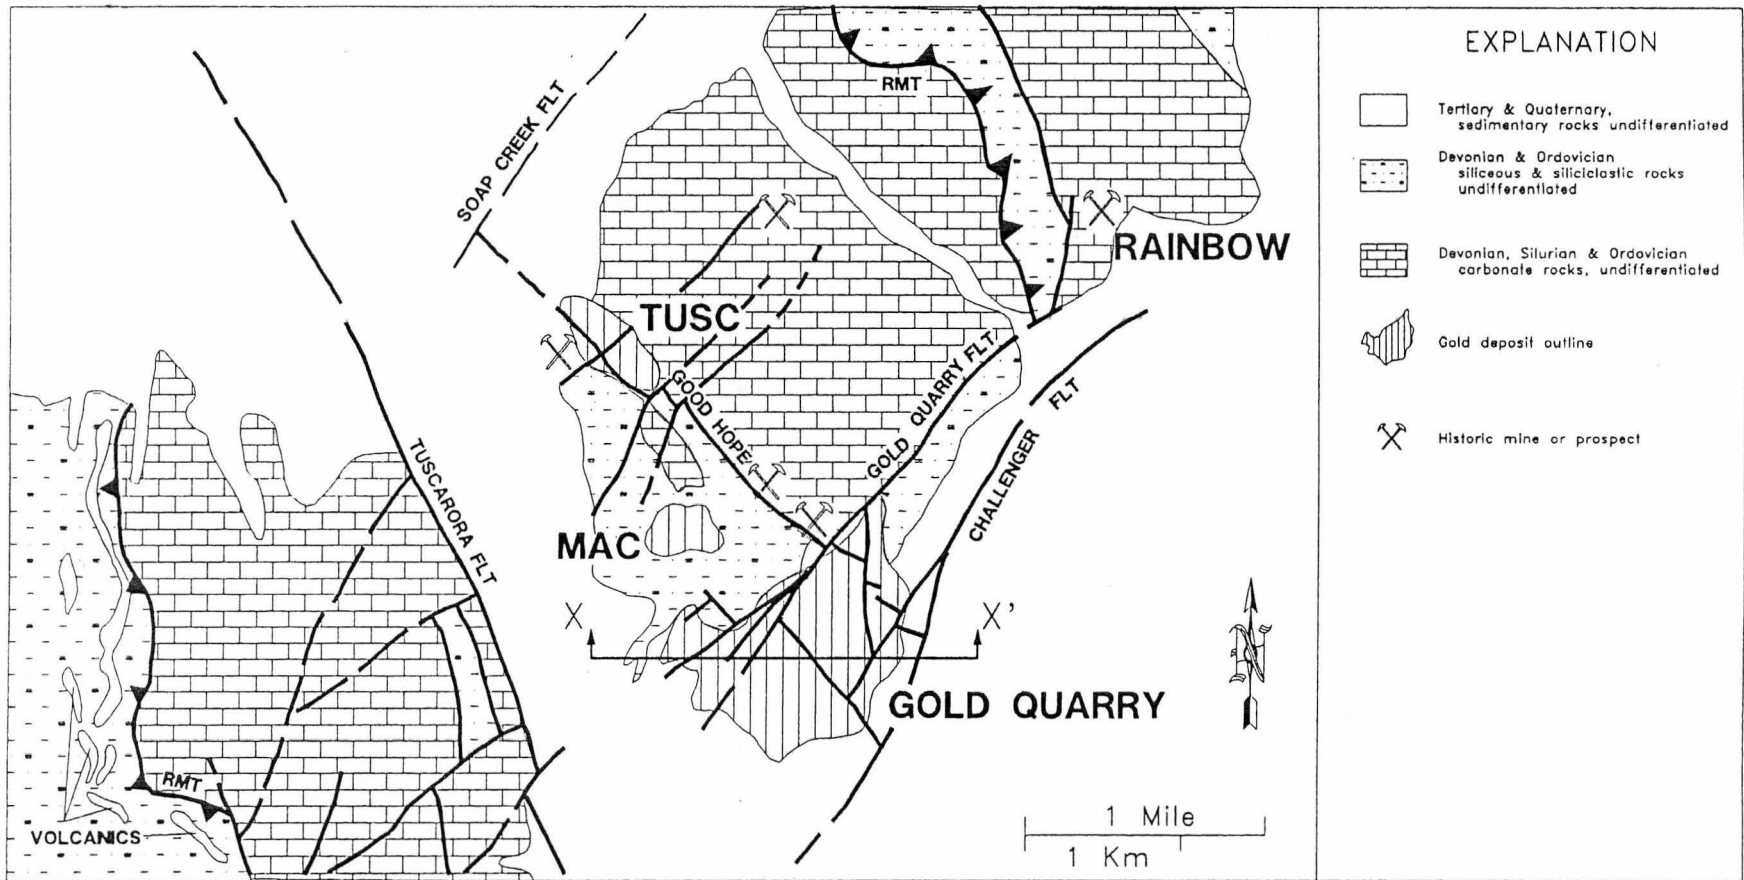 SOAP CREEK FLT
RMT
RAINBOW
TUSC
GOOD HOPE
GOLD QUARRY FLT
CHALLENGER FLT
TUSCARORA FLT
MAC
X X'
GOLD QUARRY
RMT
VOLCANICS
1 Mile
1 Km
EXPLANATION
Tertiary & Quaternary,
sedimentary rocks undifferentiated
Devonian & Ordovician
siliceous & siliciclastic rocks
undifferentiated
Devonian, Silurian & Ordovician
carbonate rocks, undifferentiated
Gold deposit outline
Historic mine or prospect